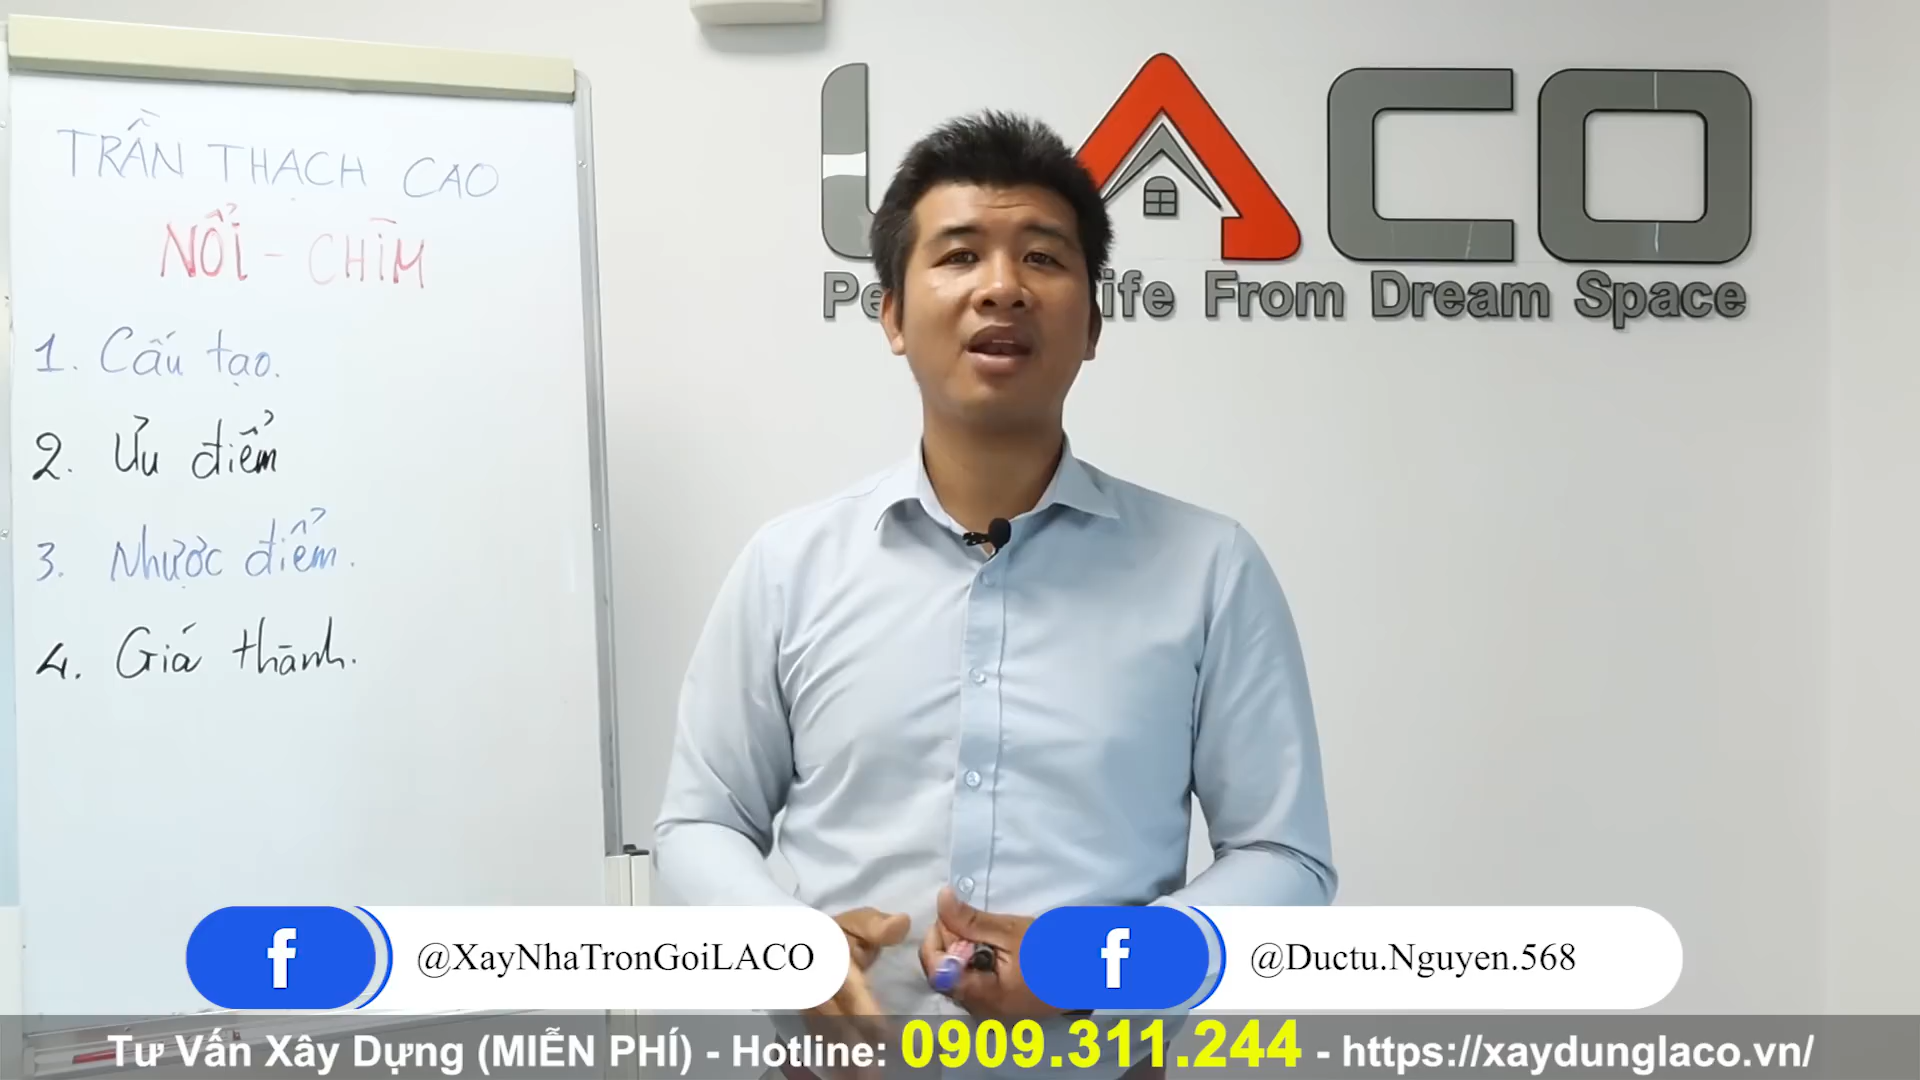 TRẦN THẠCH CAO
NỔI - CHÌM
1. Cấu tạo.
2. Ưu điểm
3. Nhược điểm.
4. Giá thành.
LACO
Life From Dream Space
@XayNhaTronGoiLACO
@Ductu.Nguyen.568
Tư Vấn Xây Dựng (MIỄN PHÍ) - Hotline: 0909.311.244 - https://xaydunglaco.vn/